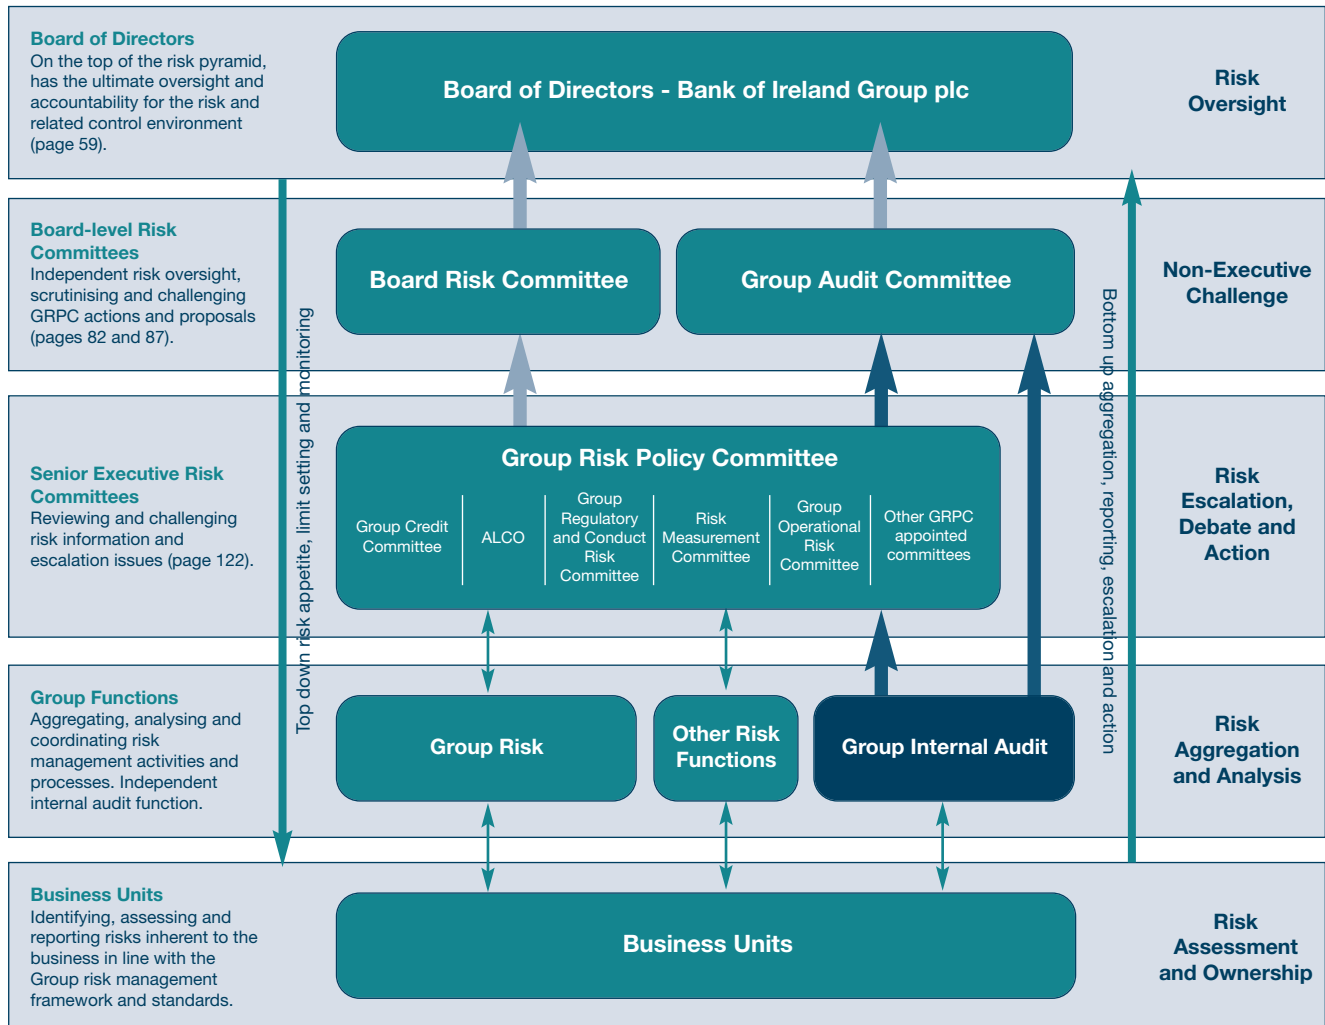 Board of Directors
On the top of the risk pyramid,
has the ultimate oversight and
accountability for the risk and
related control environment
(page 59).
Board of Directors - Bank of Ireland Group plc
Risk
Oversight
Board-level Risk
Committees
Independent risk oversight,
scrutinising and challenging
GRPC actions and proposals
(pages 82 and 87).
Board Risk Committee
Group Audit Committee
Non-Executive
Challenge
Top down risk appetite, limit setting and monitoring
Bottom up aggregation, reporting, escalation and action
Senior Executive Risk
Committees
Reviewing and challenging
risk information and
escalation issues (page 122).
Group Risk Policy Committee
Group Credit
Committee
ALCO
Group
Regulatory
and Conduct
Risk
Committee
Risk
Measurement
Committee
Group
Operational
Risk
Committee
Other GRPC
appointed
committees
Risk
Escalation,
Debate and
Action
Group Functions
Aggregating, analysing and
coordinating risk
management activities and
processes. Independent
internal audit function.
Group Risk
Other Risk
Functions
Group Internal Audit
Risk
Aggregation
and Analysis
Business Units
Identifying, assessing and
reporting risks inherent to the
business in line with the
Group risk management
framework and standards.
Business Units
Risk
Assessment
and Ownership